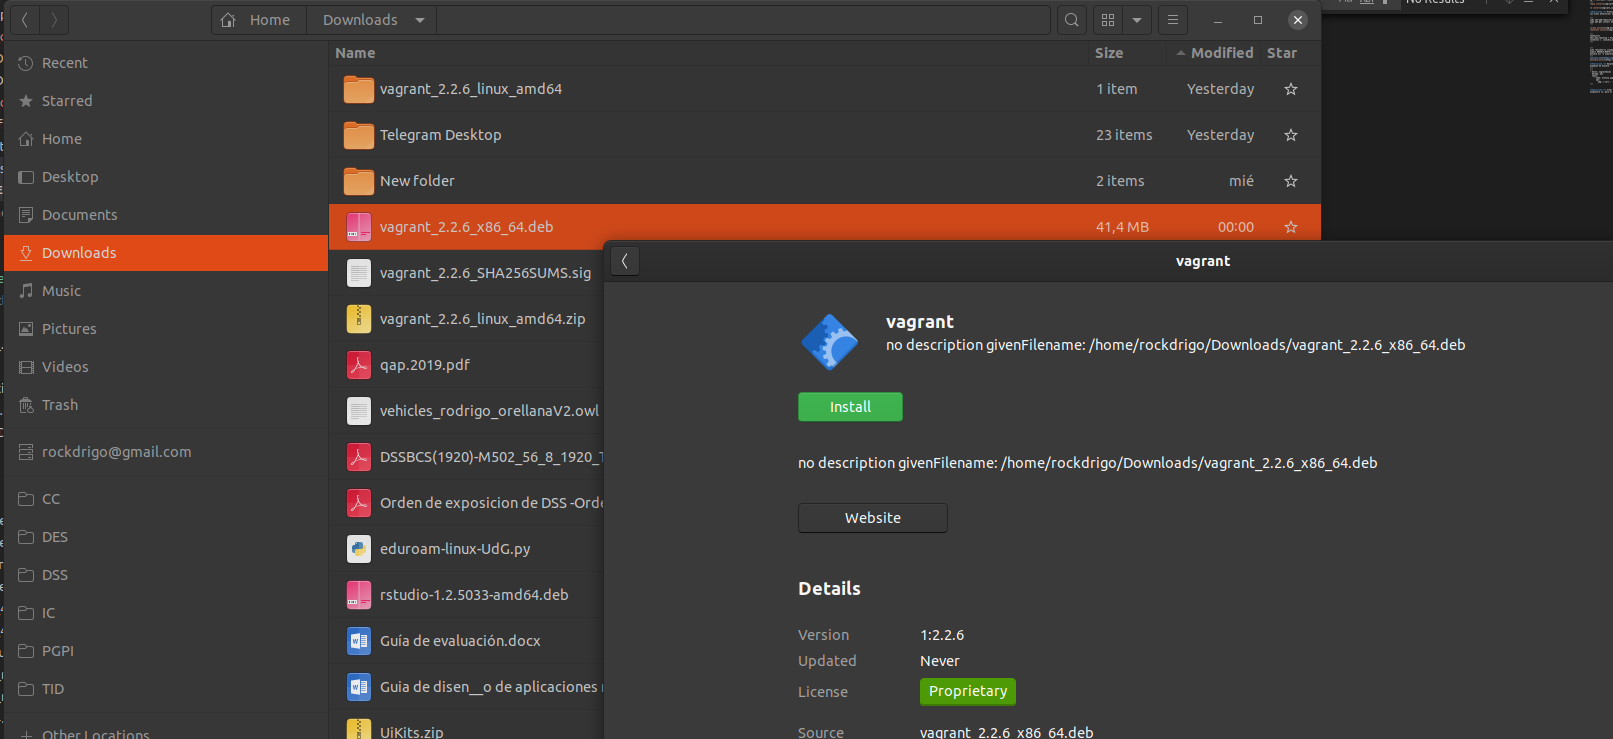 Home
Downloads
No Results
Name
Size
Modified
Star
Recent
Starred
Home
Desktop
Documents
Downloads
Music
Pictures
Videos
Trash
rockdrigo@gmail.com
CC
DES
DSS
IC
PGPI
TID
Other Locations
vagrant_2.2.6_linux_amd64
1 item
Yesterday
Telegram Desktop
23 items
Yesterday
New folder
2 items
mié
vagrant_2.2.6_x86_64.deb
41,4 MB
00:00
vagrant_2.2.6_SHA256SUMS.sig
vagrant_2.2.6_linux_amd64.zip
qap.2019.pdf
vehicles_rodrigo_orellanaV2.owl
DSSBCS(1920)-M502_56_8_1920_T
Orden de exposicion de DSS -Orde
eduroam-linux-UdG.py
rstudio-1.2.5033-amd64.deb
Guía de evaluación.docx
Guia de disen__o de aplicaciones
UiKits.zip
vagrant
vagrant
no description givenFilename: /home/rockdrigo/Downloads/vagrant_2.2.6_x86_64.deb
Install
no description givenFilename: /home/rockdrigo/Downloads/vagrant_2.2.6_x86_64.deb
Website
Details
Version 1:2.2.6
Updated Never
License Proprietary
Source vagrant_2.2.6_x86_64.deb